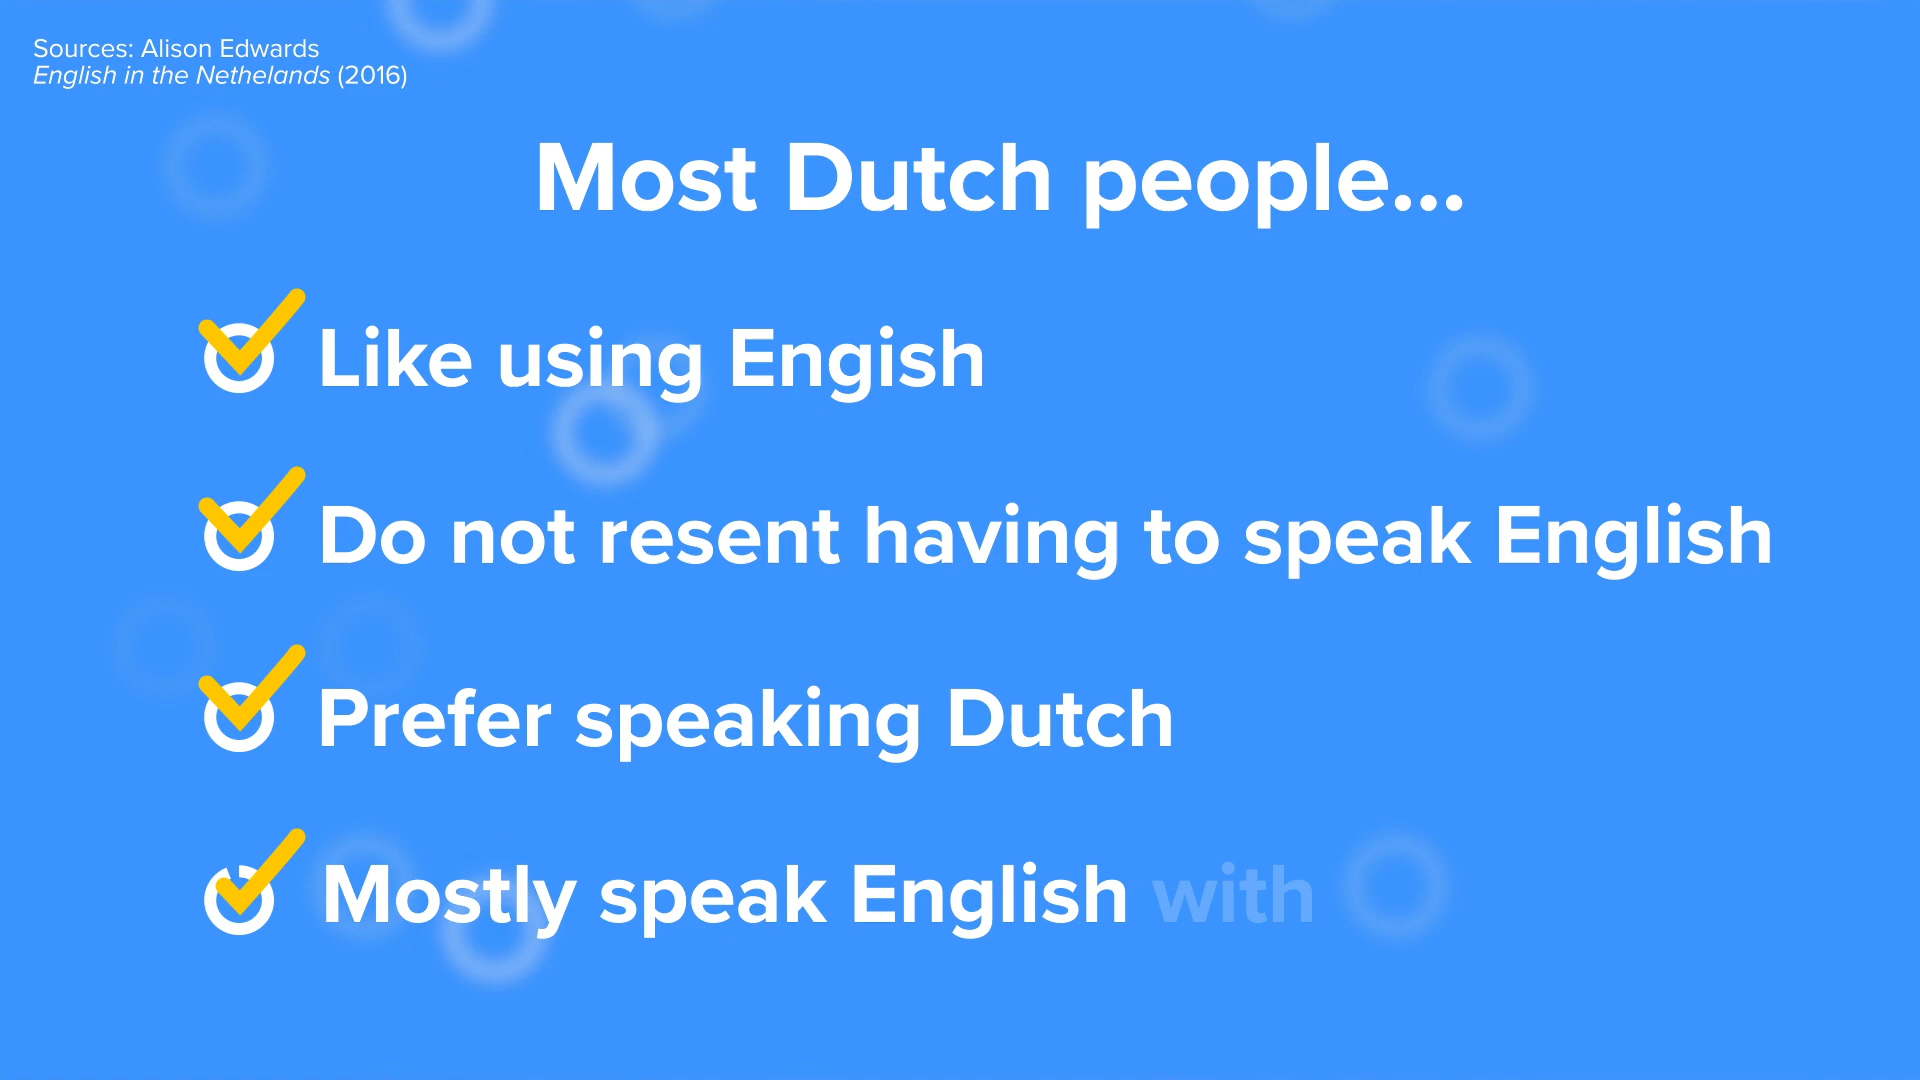 Sources: Alison Edwards
English in the Nethelands (2016)
Most Dutch people...
Like using Engish
Do not resent having to speak English
Prefer speaking Dutch
Mostly speak English with